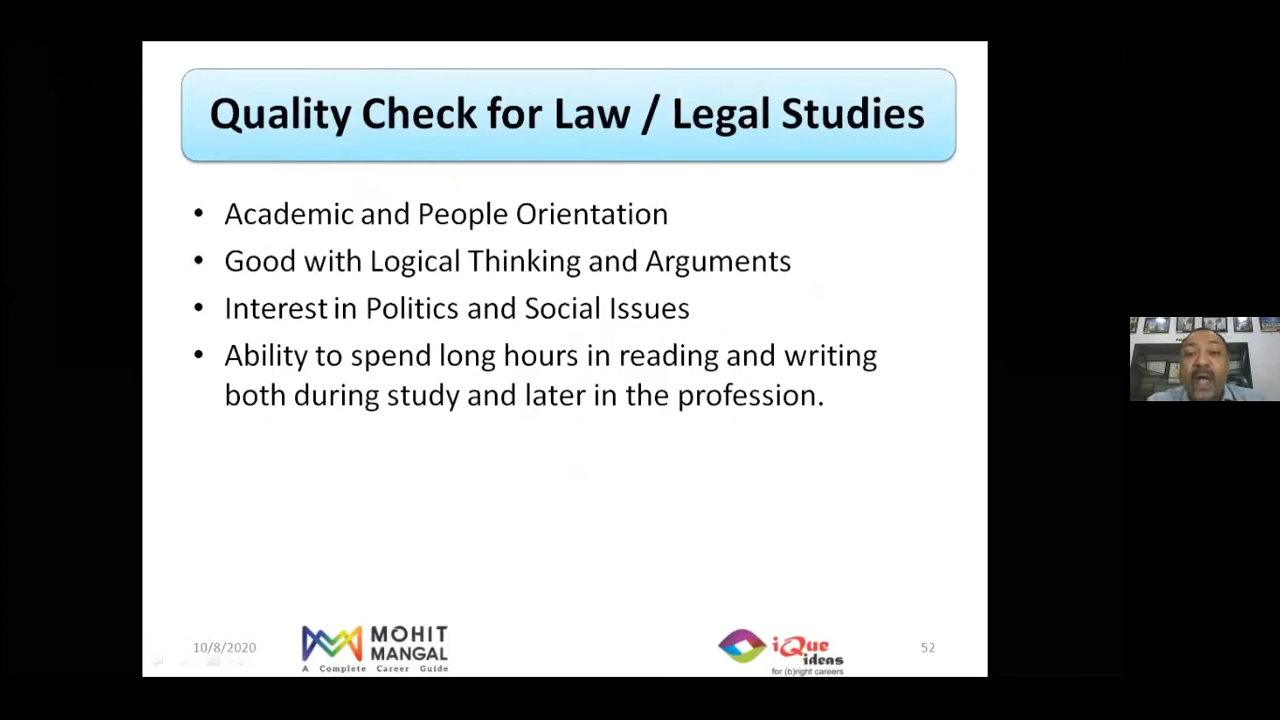 Quality Check for Law / Legal Studies
• Academic and People Orientation
• Good with Logical Thinking and Arguments
• Interest in Politics and Social Issues
• Ability to spend long hours in reading and writing
both during study and later in the profession.
10/8/2020
MOHIT
MANGAL
A Complete Career Guide
iQue
ideas
for (b)right careers
52